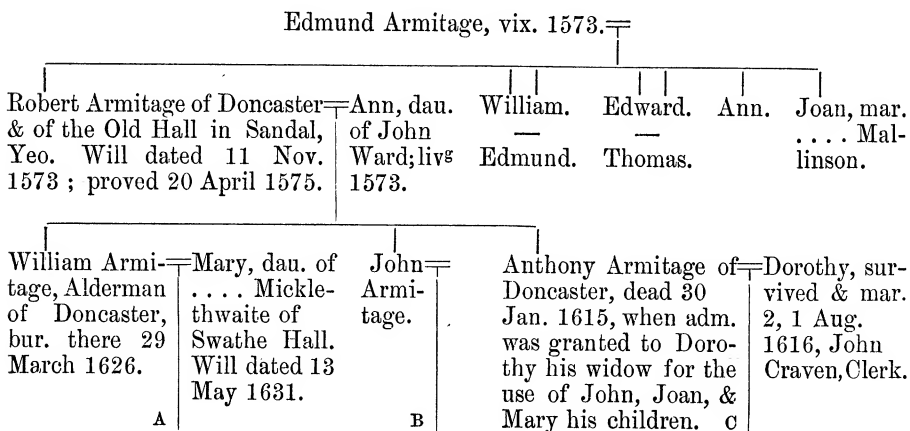 Edmund Armitage, vix. 1573.
Robert Armitage of Doncaster
& of the Old Hall in Sandal,
Yeo. Will dated 11 Nov.
1573 ; proved 20 April 1575.
Ann, dau.
of John
Ward; livᵍ
1573.
William.
—
Edmund.
Edward.
—
Thomas.
Ann.
Joan, mar.
. . . . Mal-
linson.
William Armi-
tage, Alderman
of Doncaster,
bur. there 29
March 1626.
A
Mary, dau. of
. . . . Mickle-
thwaite of
Swathe Hall.
Will dated 13
May 1631.
John
Armi-
tage.
B
Anthony Armitage of
Doncaster, dead 30
Jan. 1615, when adm.
was granted to Doro-
thy his widow for the
use of John, Joan, &
Mary his children. C
Dorothy, sur-
vived & mar.
2, 1 Aug.
1616, John
Craven, Clerk.